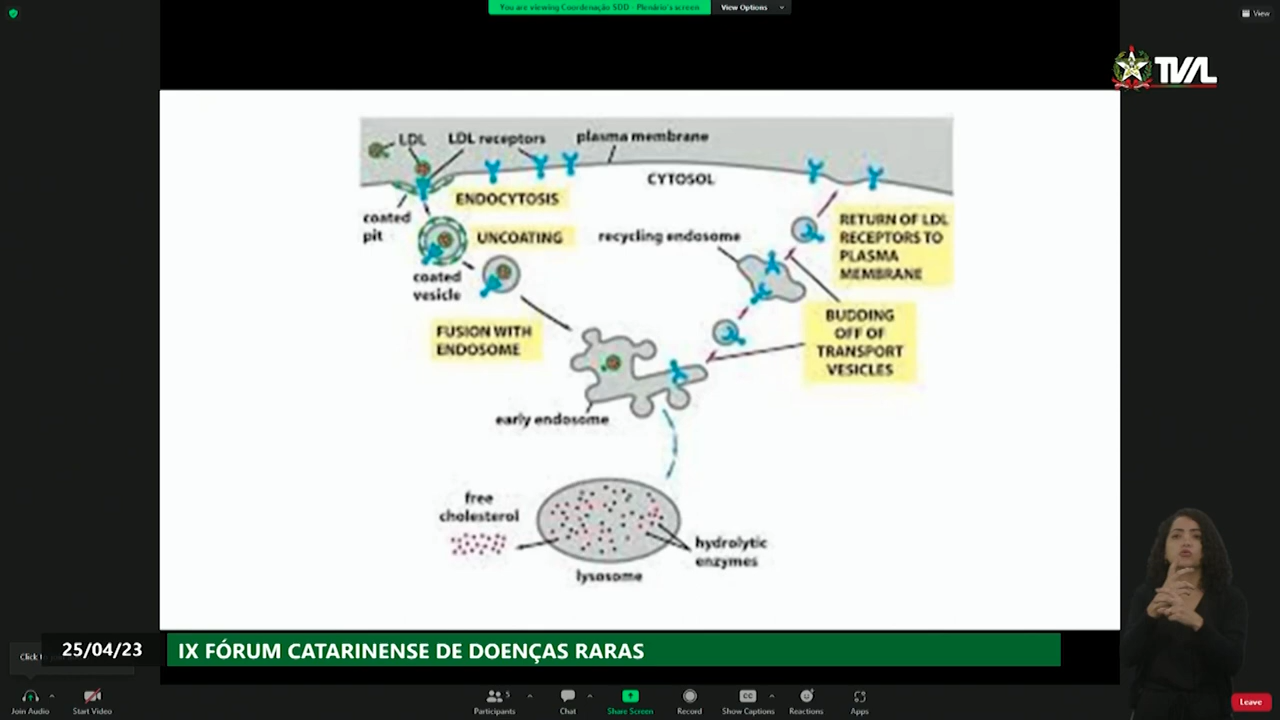 You are viewing Coordenação SDD - Plenário's screen
View Options
View
TVAL
LDL
LDL receptors
plasma membrane
CYTOSOL
ENDOCYTOSIS
coated
pit
UNCOATING
recycling endosome
RETURN OF LDL
RECEPTORS TO
PLASMA
MEMBRANE
coated
vesicle
BUDDING
OFF OF
TRANSPORT
VESICLES
FUSION WITH
ENDOSOME
early endosome
free
cholesterol
hydrolytic
enzymes
lysosome
25/04/23
IX FÓRUM CATARINENSE DE DOENÇAS RARAS
Click
Join Audio
Start Video
Participants
5
Chat
Share Screen
Record
CC
Show Captions
Reactions
Apps
Leave